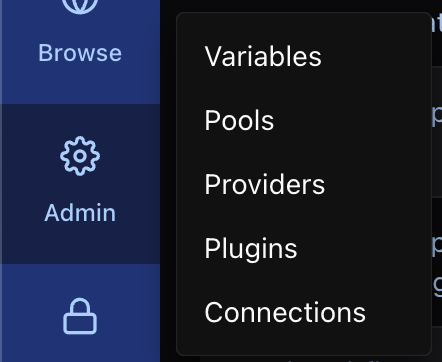 Browse
Admin
Variables
Pools
Providers
Plugins
Connections